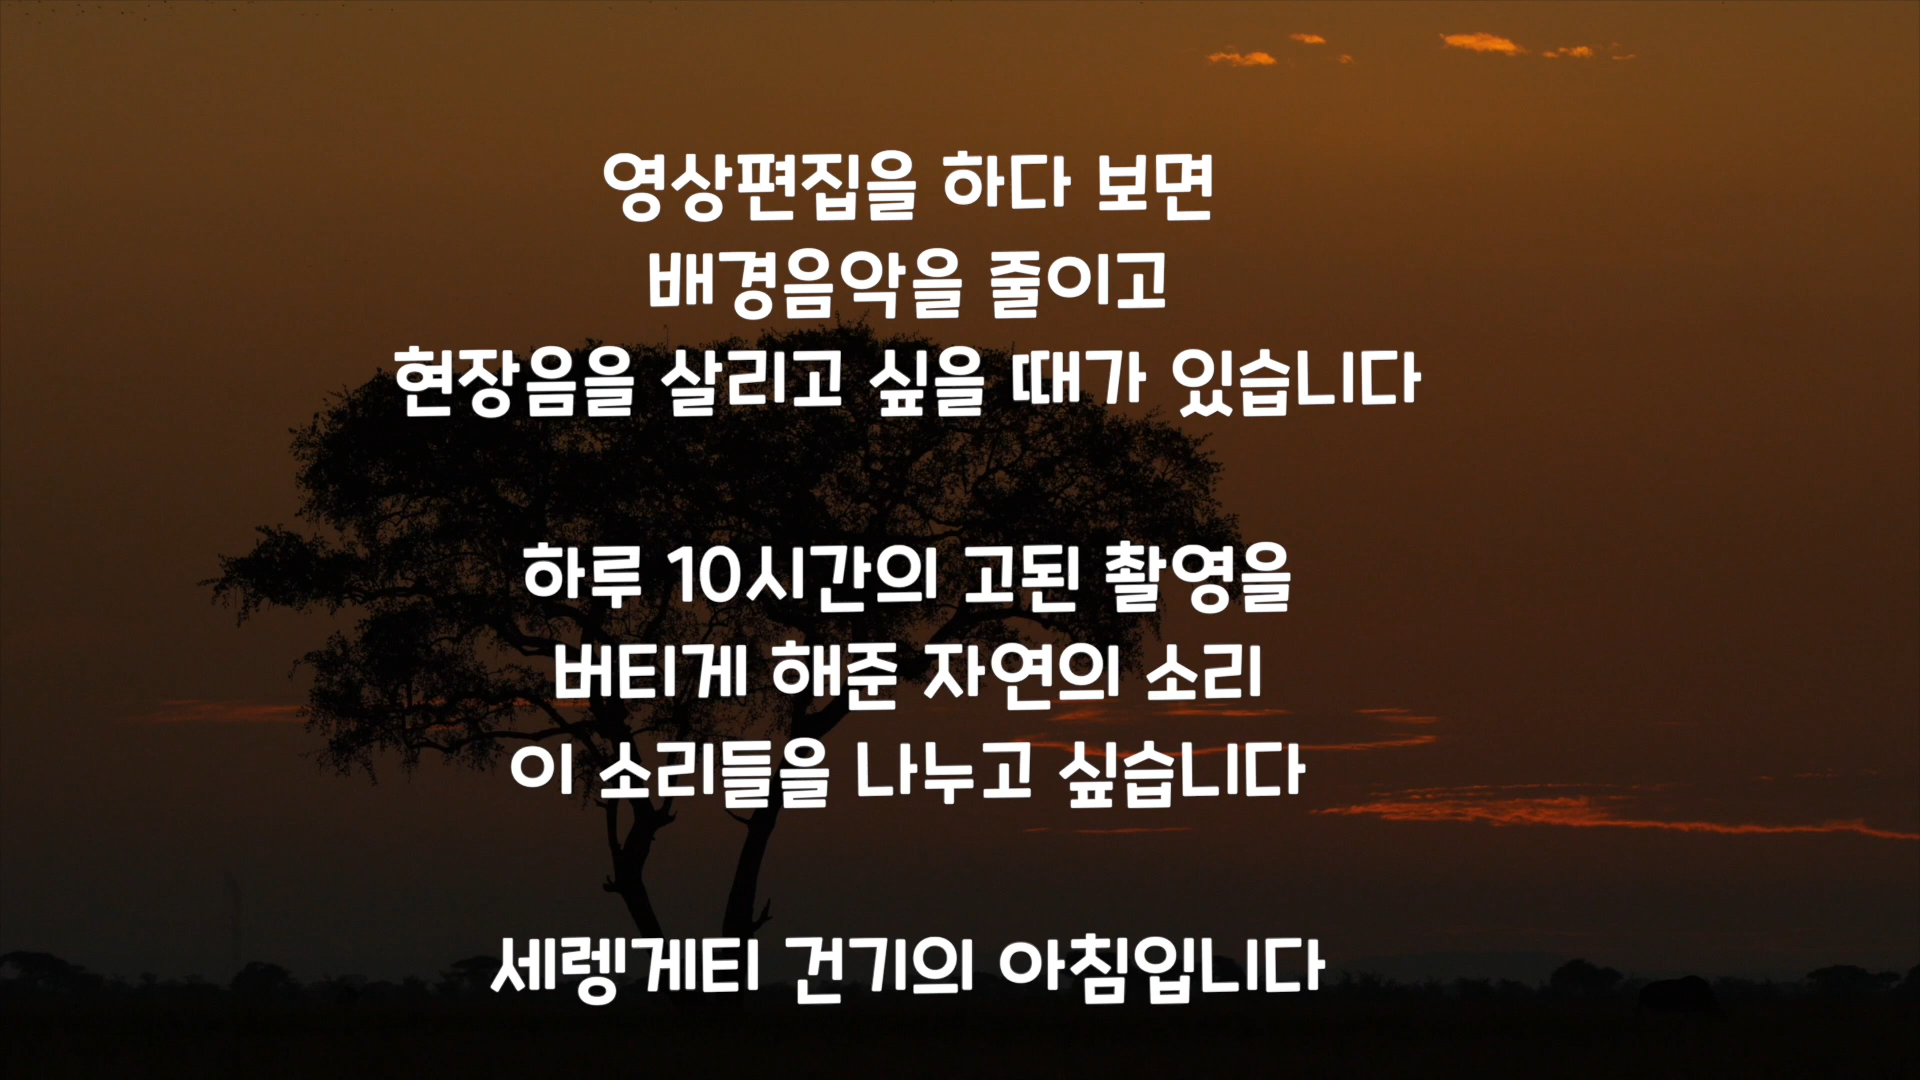 영상편집을 하다 보면
배경음악을 줄이고
현장음을 살리고 싶을 때가 있습니다
하루 10시간의 고된 촬영을
버티게 해준 자연의 소리
이 소리들을 나누고 싶습니다
세렝게티 건기의 아침입니다